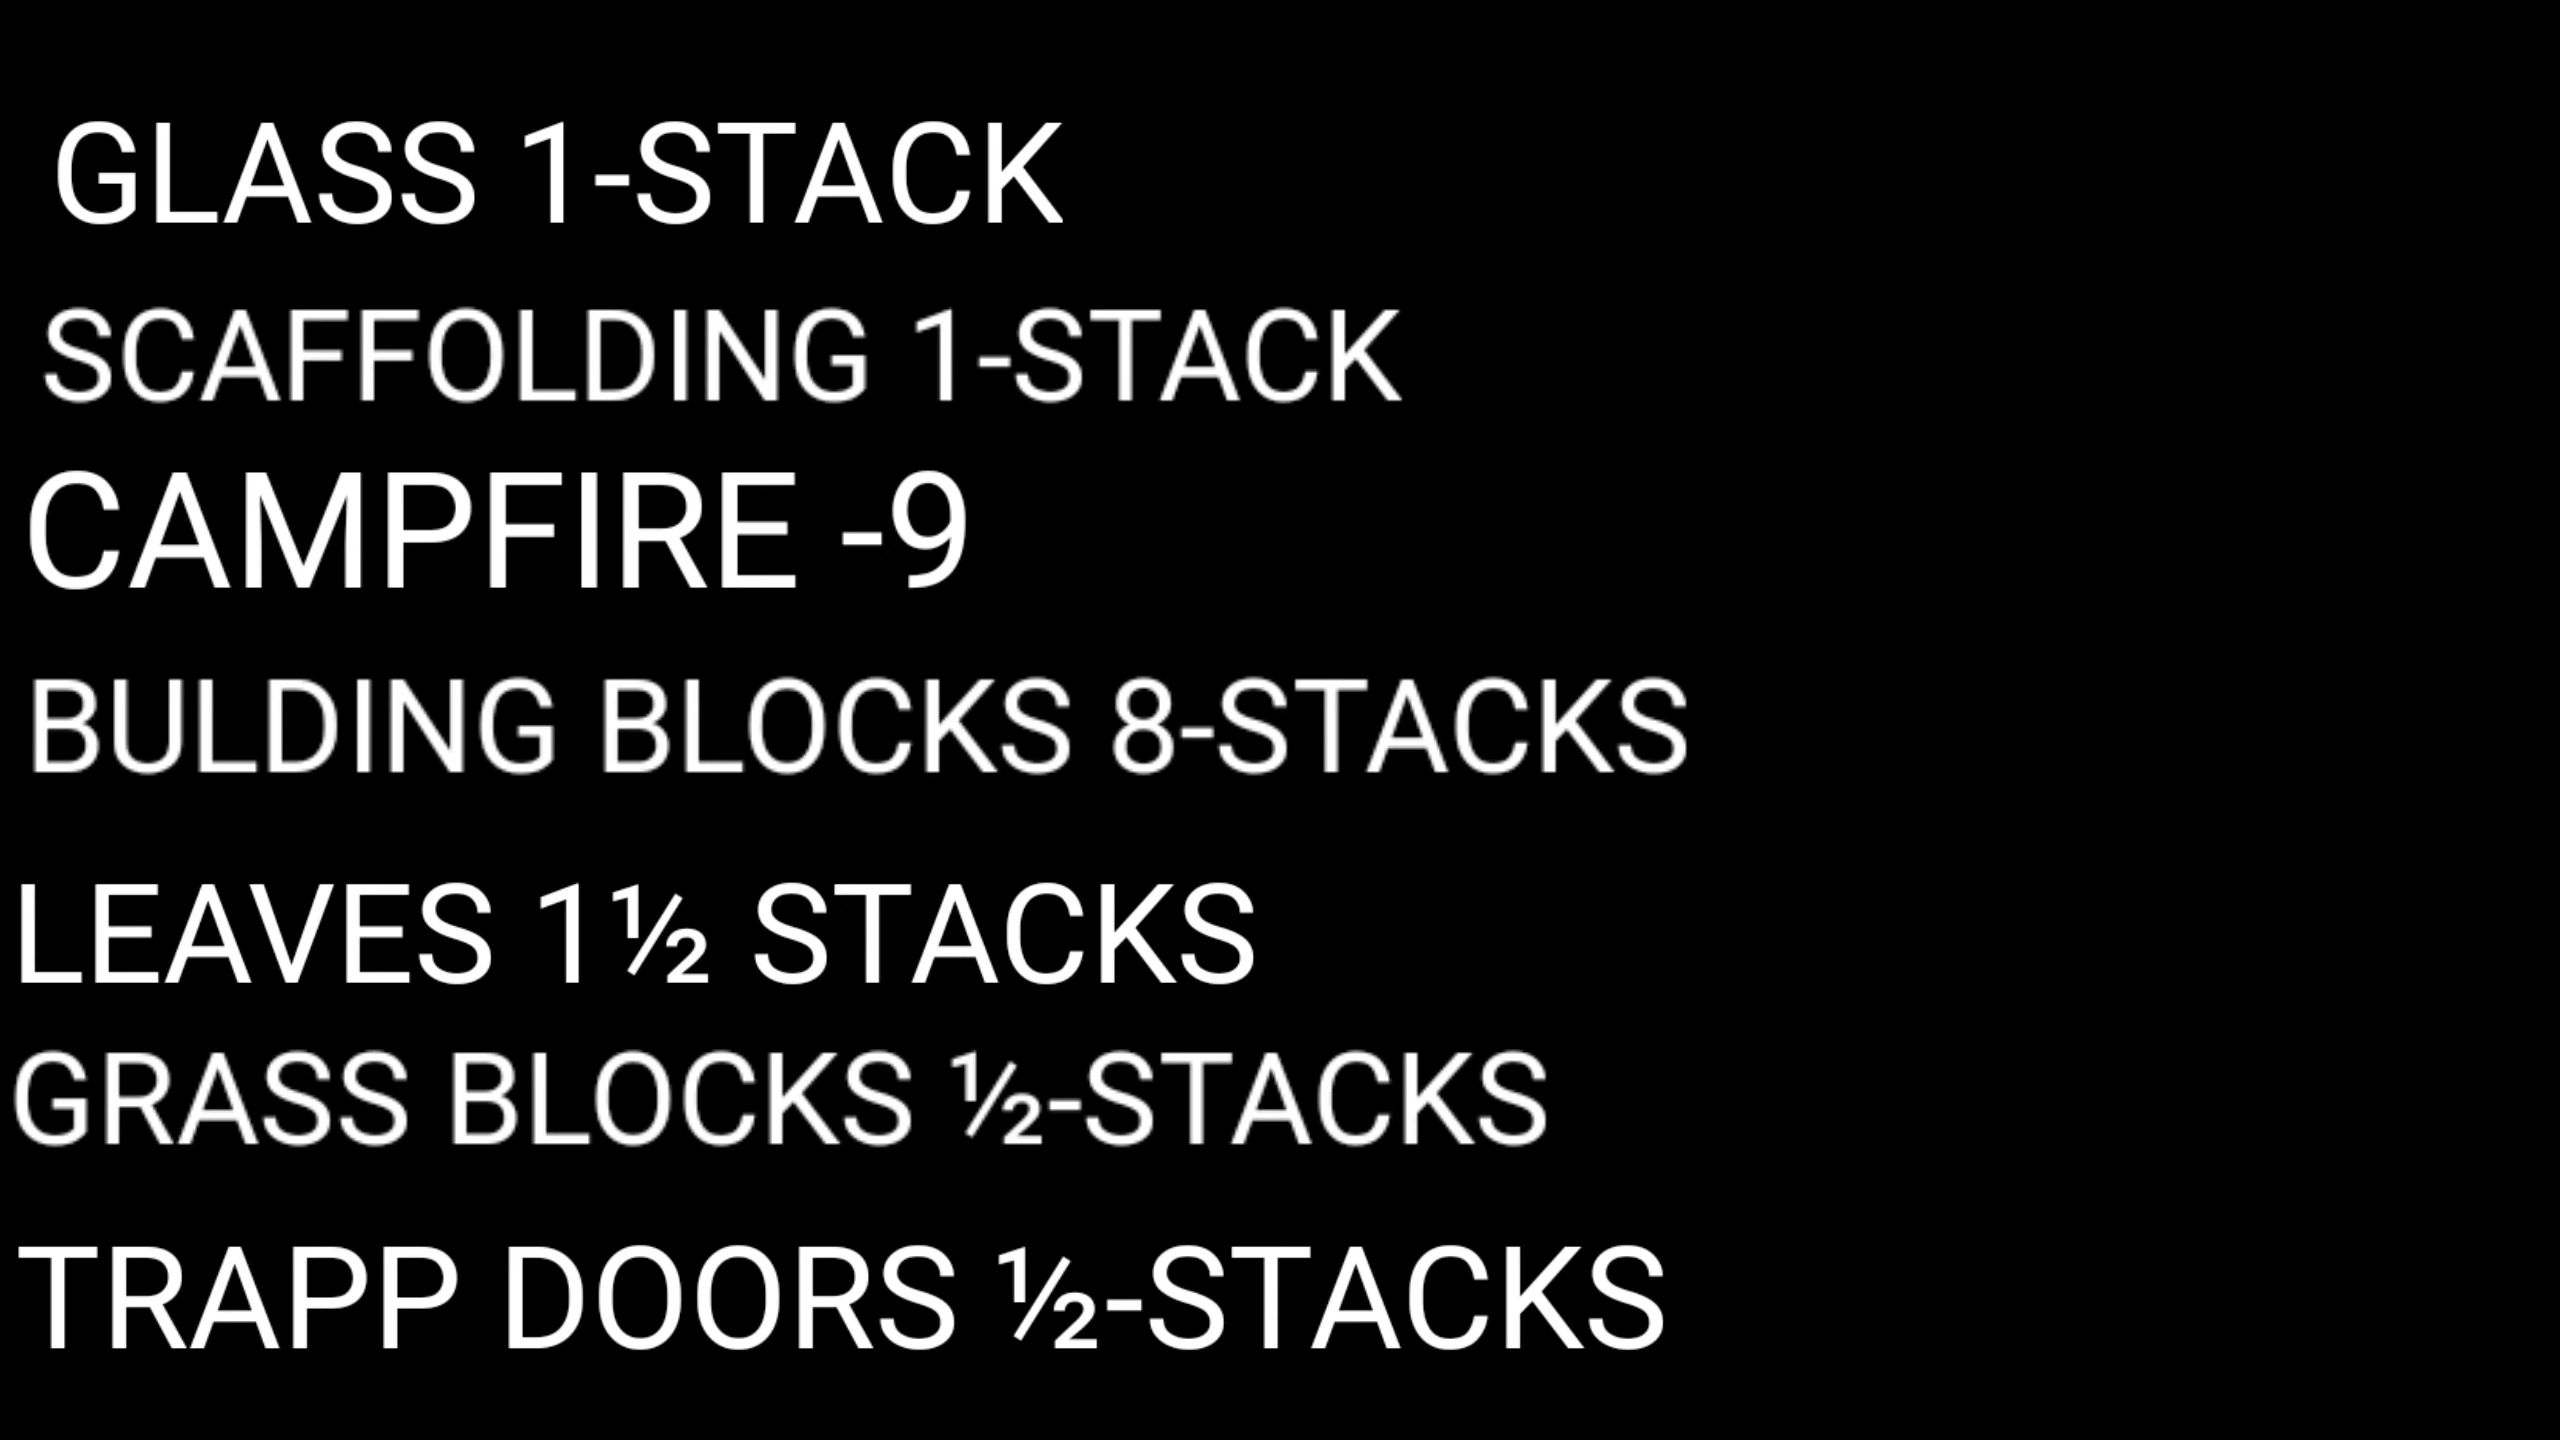 GLASS 1-STACK
SCAFFOLDING 1-STACK
CAMPFIRE -9
BULDING BLOCKS 8-STACKS
LEAVES 1½ STACKS
GRASS BLOCKS ½-STACKS
TRAPP DOORS ½-STACKS